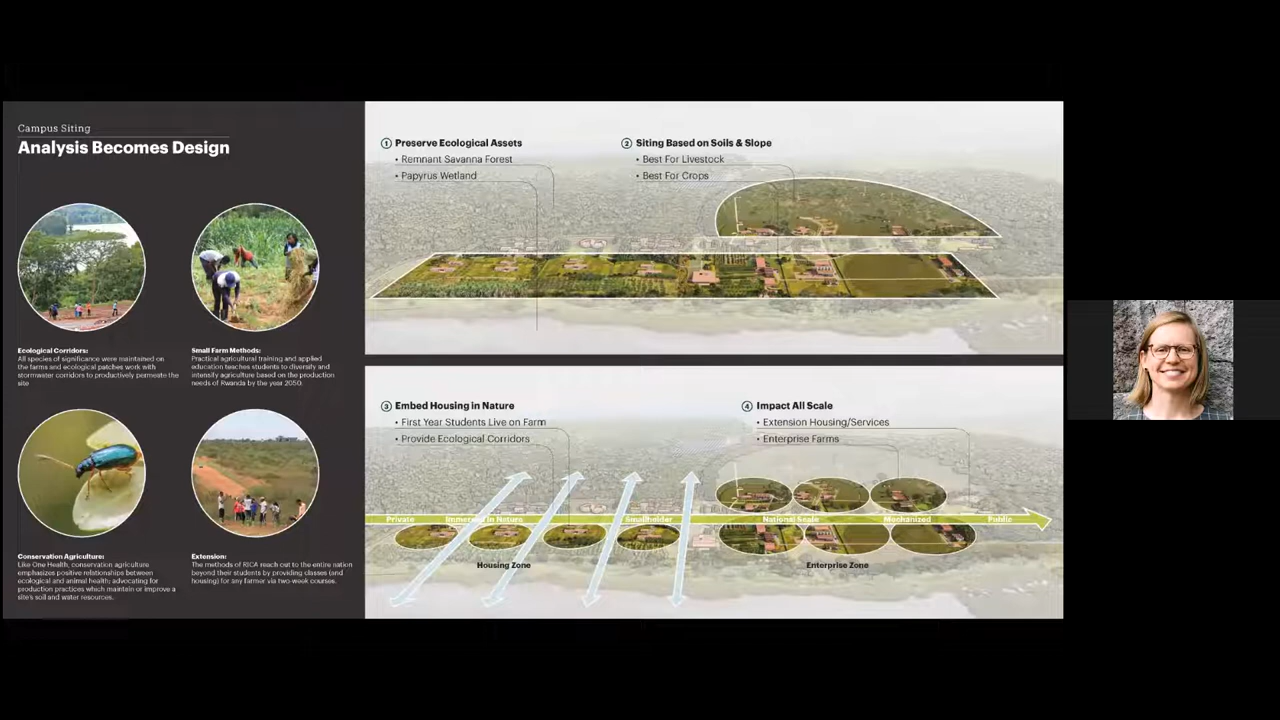 Campus Siting
Analysis Becomes Design
Ecological Corridors:
All species of significance were maintained on
the farms and ecological patches work with
stormwater corridors to productively permeate the
site
Small Farm Methods:
Practical agricultural training and applied
education teaches students to diversify and
intensify agriculture based on the production
needs of Rwanda by the year 2050.
Conservation Agriculture:
Like One Health, conservation agriculture
emphasizes positive relationships between
ecological and animal health; advocating for
production practices which maintain or improve a
site's soil and water resources.
Extension:
The methods of RICA reach out to the entire nation
beyond their students by providing classes (and
housing) for any farmer via two-week courses.
1 Preserve Ecological Assets
• Remnant Savanna Forest
• Papyrus Wetland
2 Siting Based on Soils & Slope
• Best For Livestock
• Best For Crops
3 Embed Housing in Nature
• First Year Students Live on Farm
• Provide Ecological Corridors
4 Impact All Scale
• Extension Housing/Services
• Enterprise Farms
Private Immersed in Nature Smallholder National Scale Mechanized Public
Housing Zone Enterprise Zone